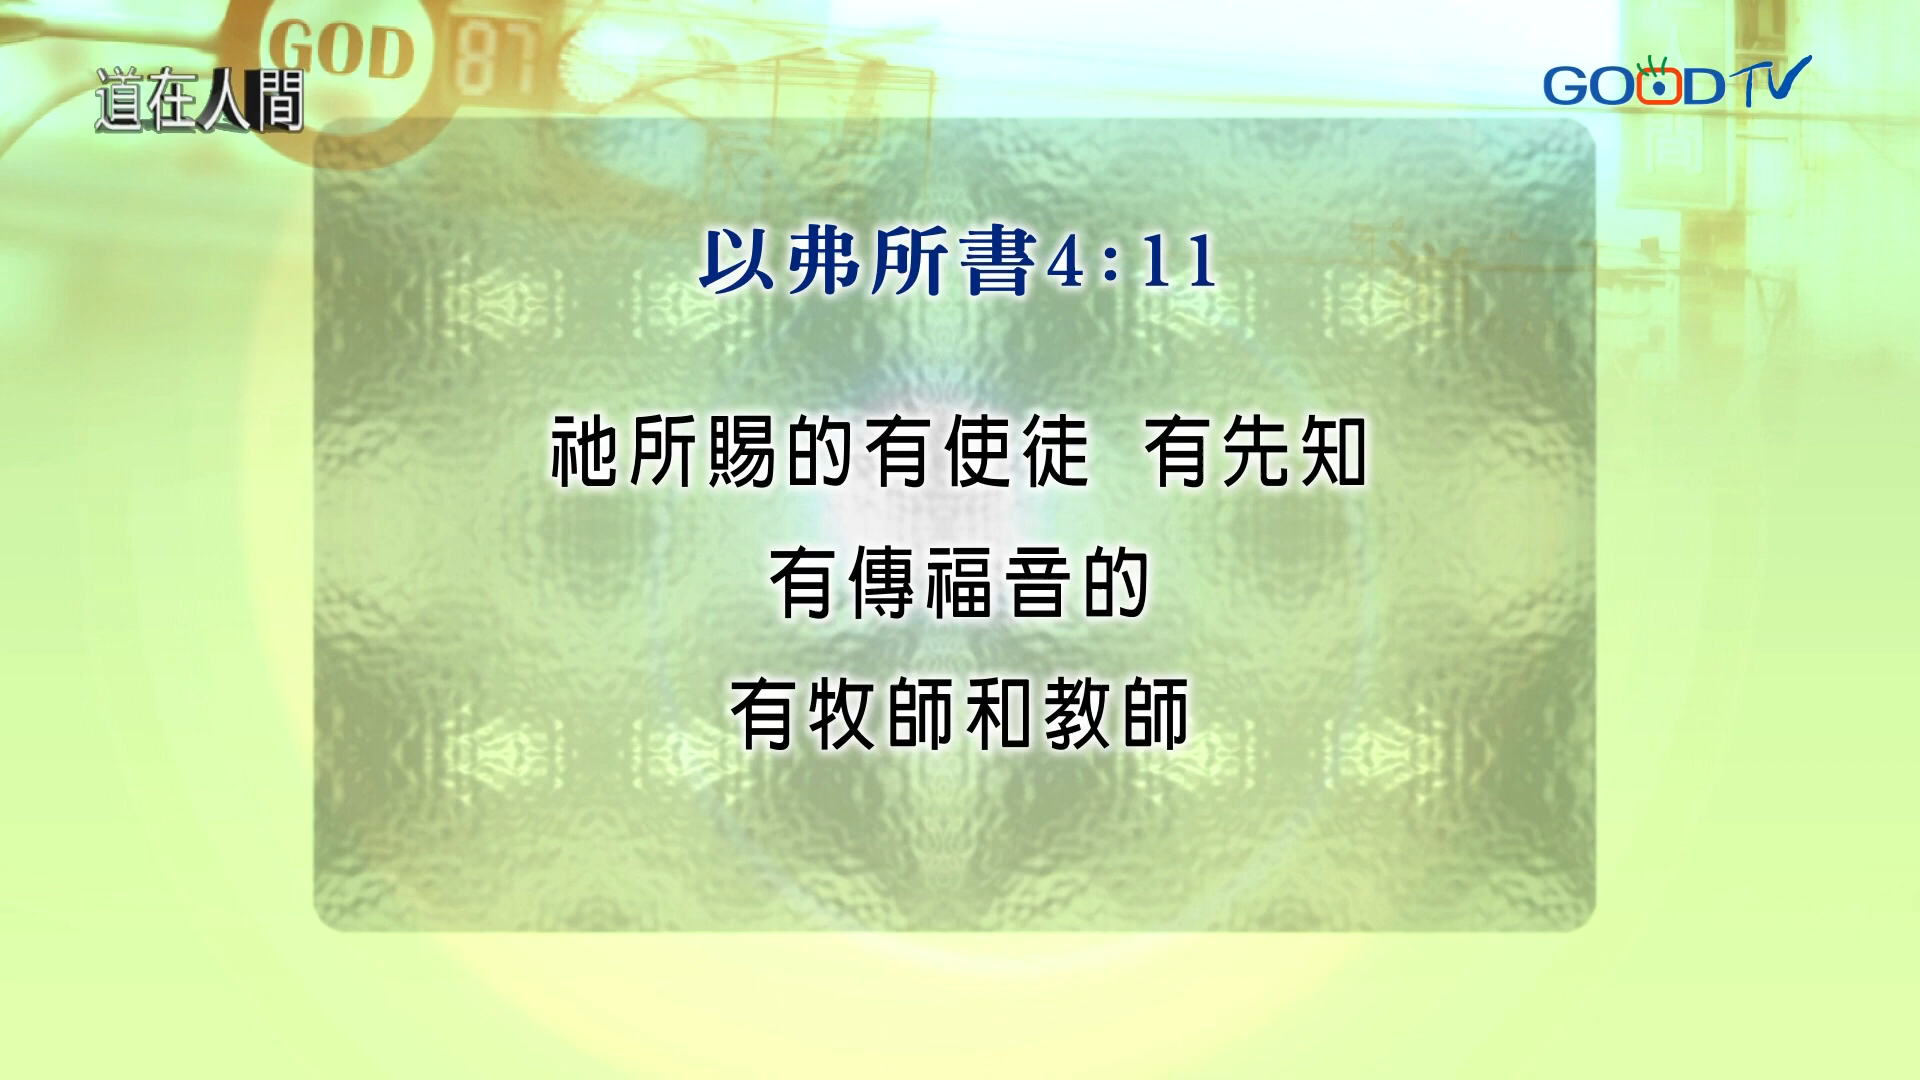 GOD 87
道在人間
GOODTV
以弗所書4:11
祂所賜的有使徒 有先知
有傳福音的
有牧師和教師